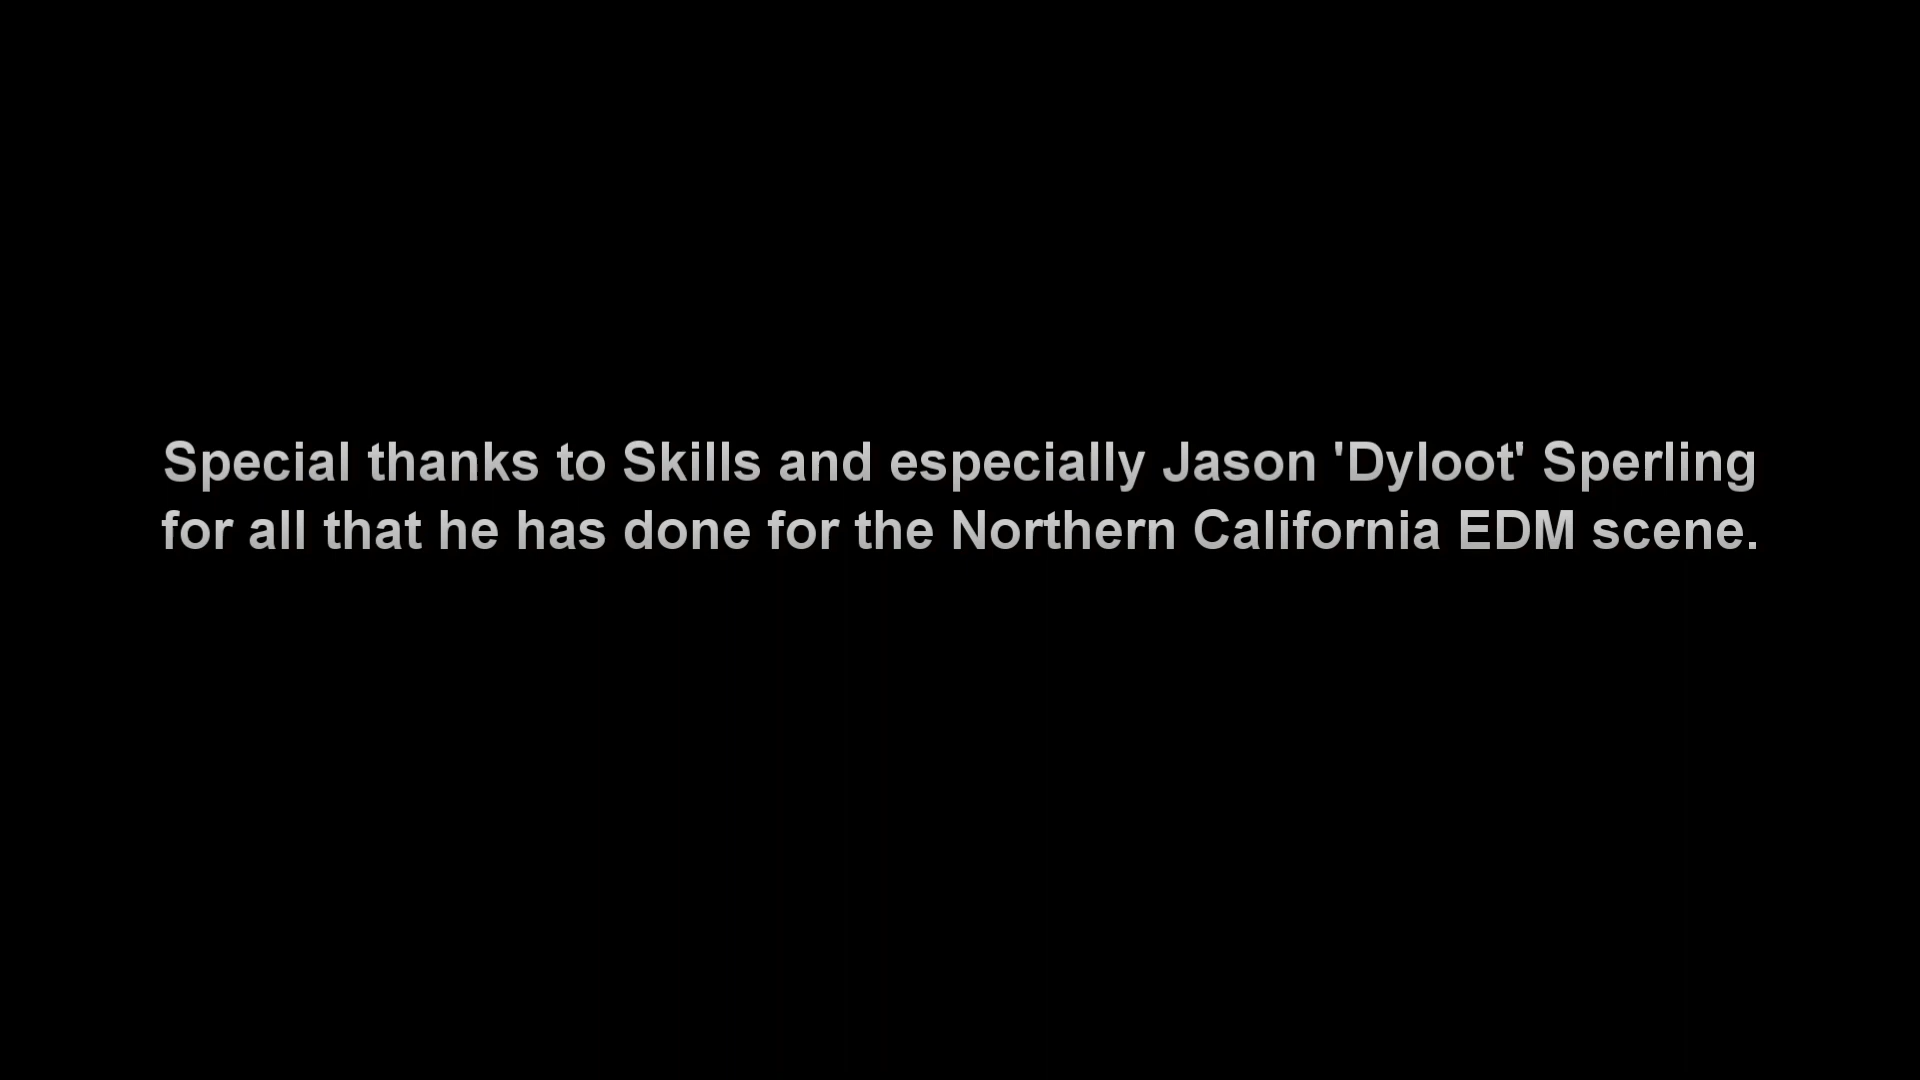 Special thanks to Skills and especially Jason 'Dyloot' Sperling
for all that he has done for the Northern California EDM scene.